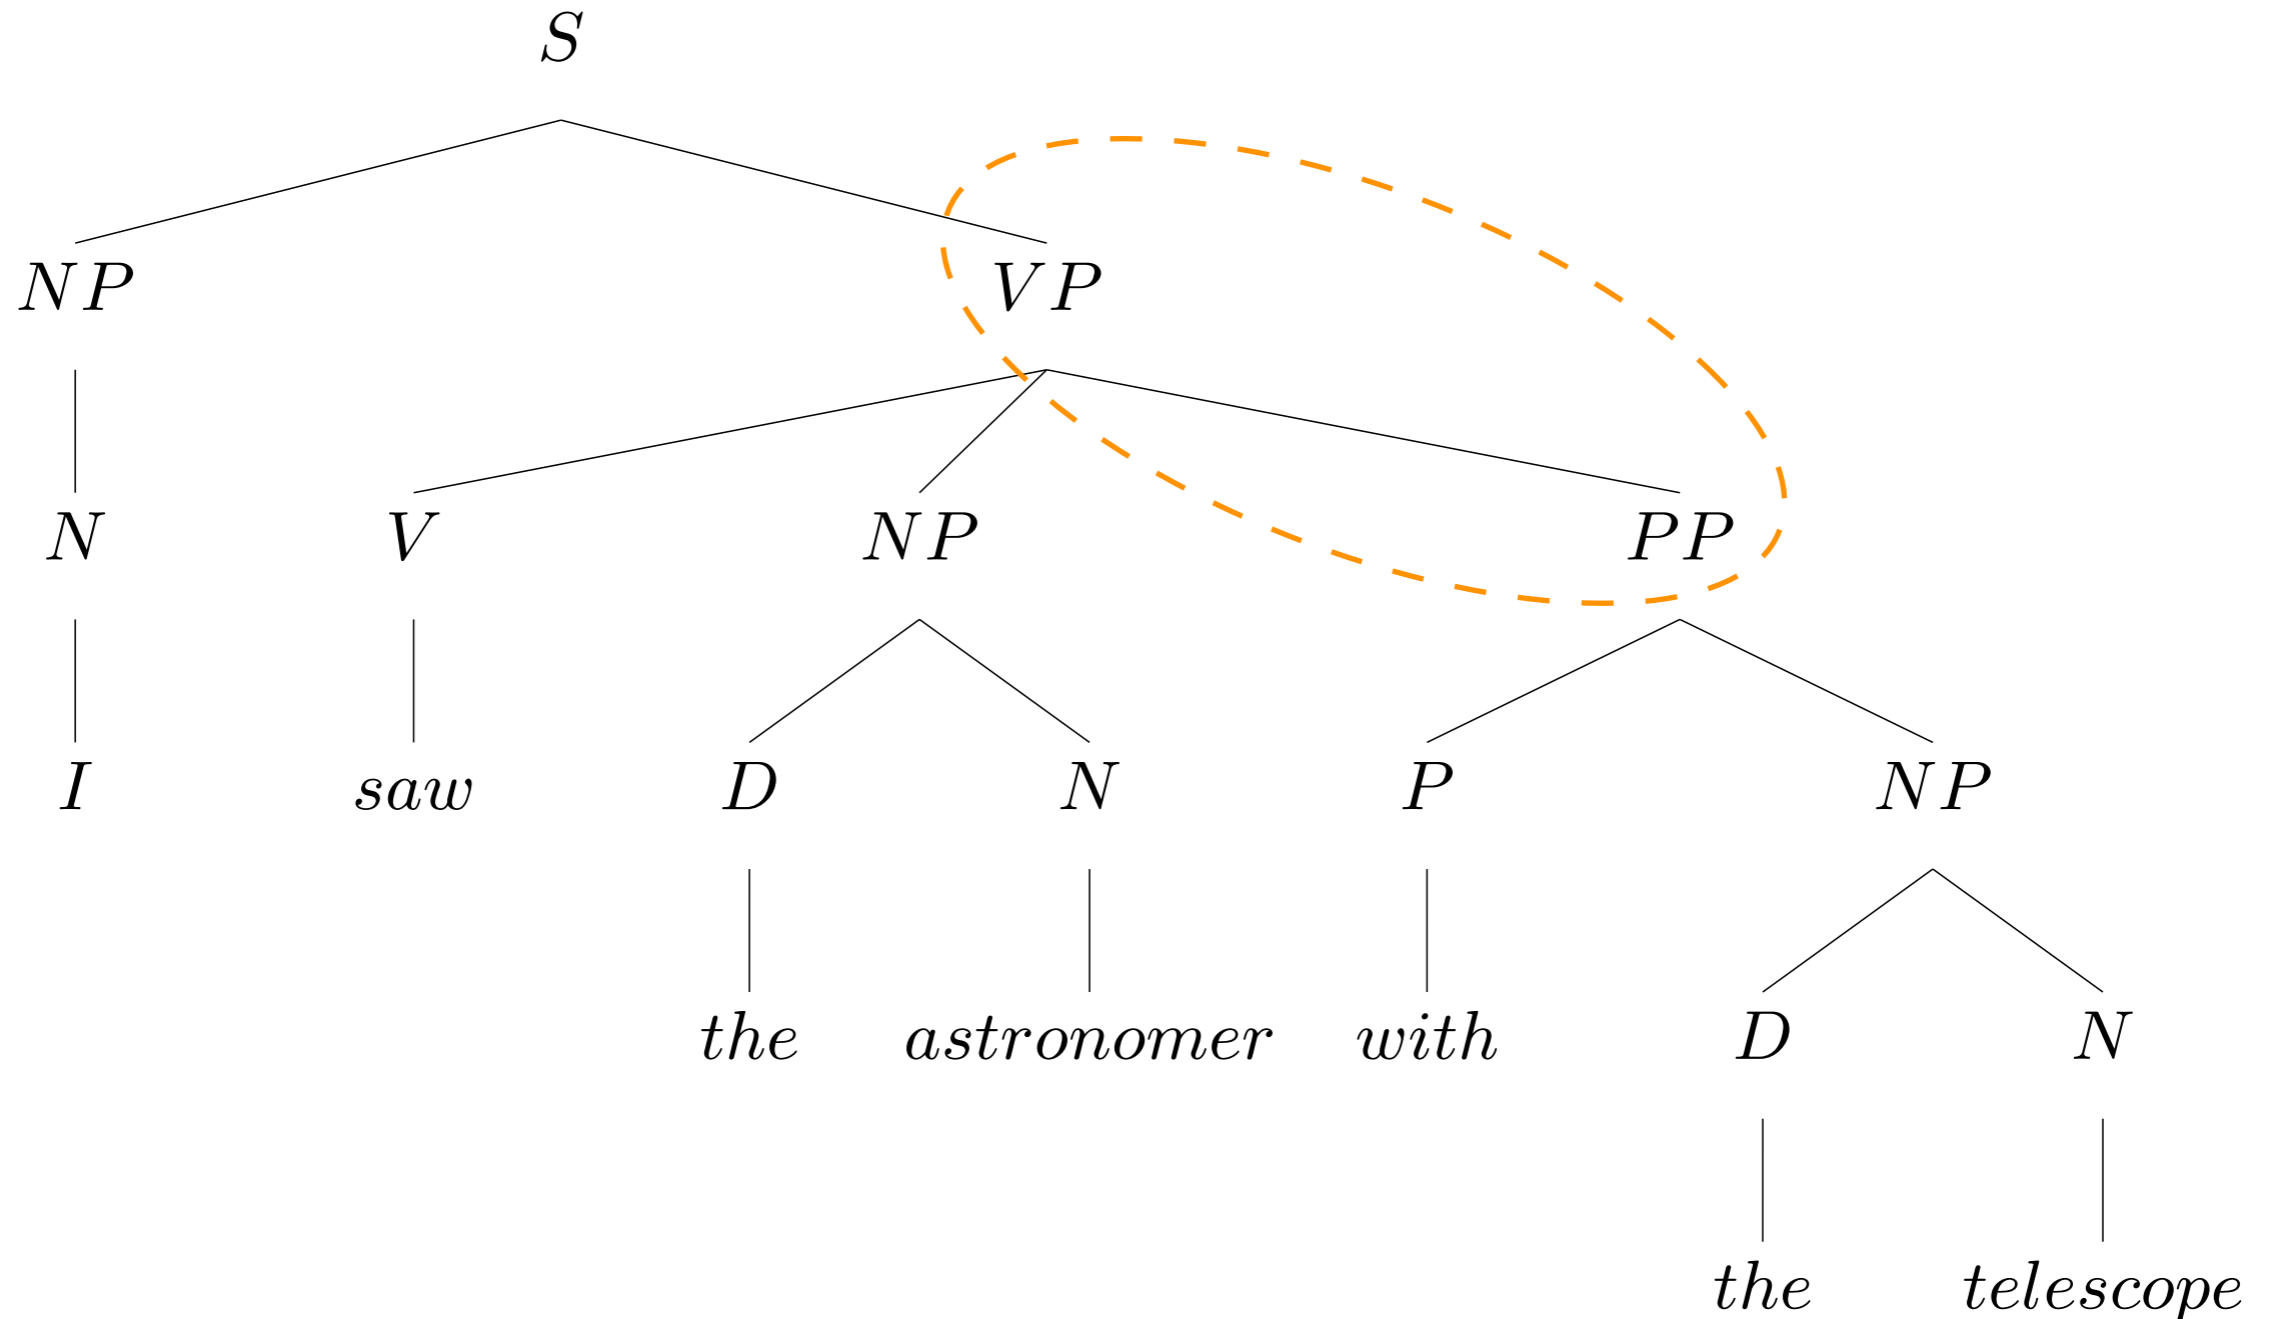 S
NP VP
N V NP PP
I saw D N P NP
the astronomer with D N
the telescope